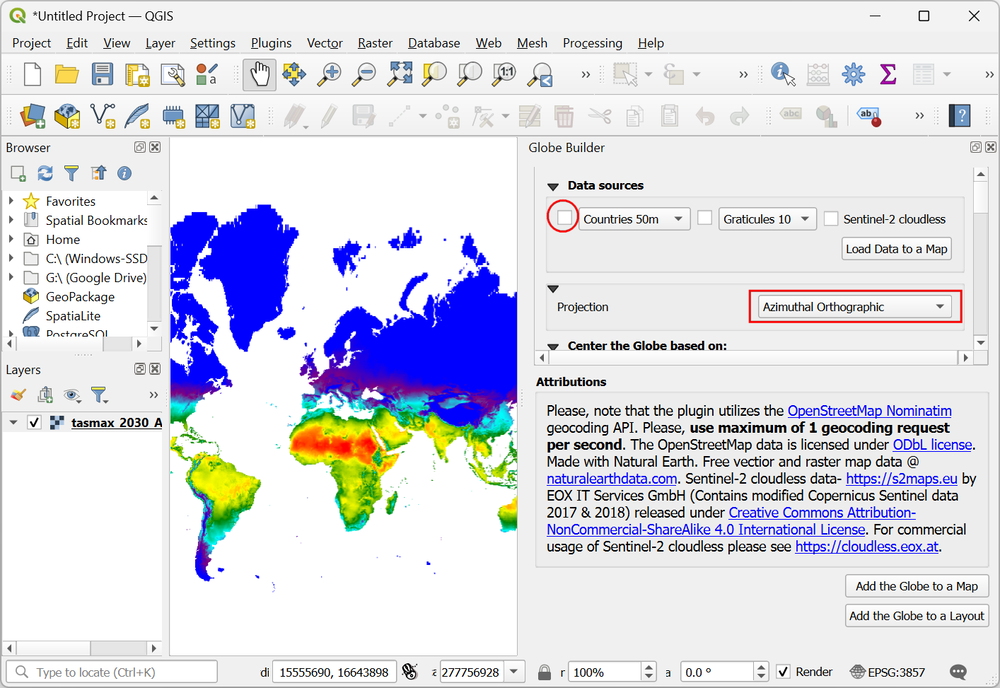 *Untitled Project — QGIS
Project Edit View Layer Settings Plugins Vector Raster Database Web Mesh Processing Help
1:1
abc abc ?
Browser
Favorites
Spatial Bookmarks
Home
C:\ (Windows-SSD
G:\ (Google Drive)
GeoPackage
SpatiaLite
PostgreSQL
Layers
tasmax_2030_A
Globe Builder
Data sources
Countries 50m Graticules 10 Sentinel-2 cloudless
Load Data to a Map
Projection Azimuthal Orthographic
Center the Globe based on:
Attributions
Please, note that the plugin utilizes the OpenStreetMap Nominatim
geocoding API. Please, use maximum of 1 geocoding request
per second. The OpenStreetMap data is licensed under ODbL license.
Made with Natural Earth. Free vectior and raster map data @
naturalearthdata.com. Sentinel-2 cloudless data- https://s2maps.eu by
EOX IT Services GmbH (Contains modified Copernicus Sentinel data
2017 & 2018) released under Creative Commons Attribution-
NonCommercial-ShareAlike 4.0 International License. For commercial
usage of Sentinel-2 cloudless please see https://cloudless.eox.at.
Add the Globe to a Map
Add the Globe to a Layout
Type to locate (Ctrl+K) di 15555690, 16643898 a 277756928 r 100% a 0.0 ° Render EPSG:3857